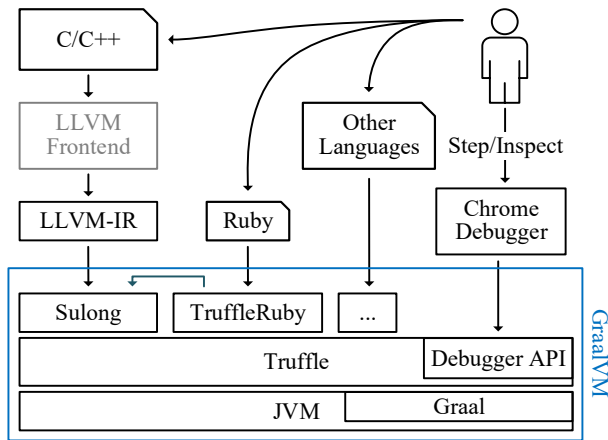 C/C++
LLVM
Frontend
Other
Languages
Step/Inspect
LLVM-IR
Ruby
Chrome
Debugger
Sulong
TruffleRuby
...
GraalVM
Truffle
Debugger API
JVM
Graal